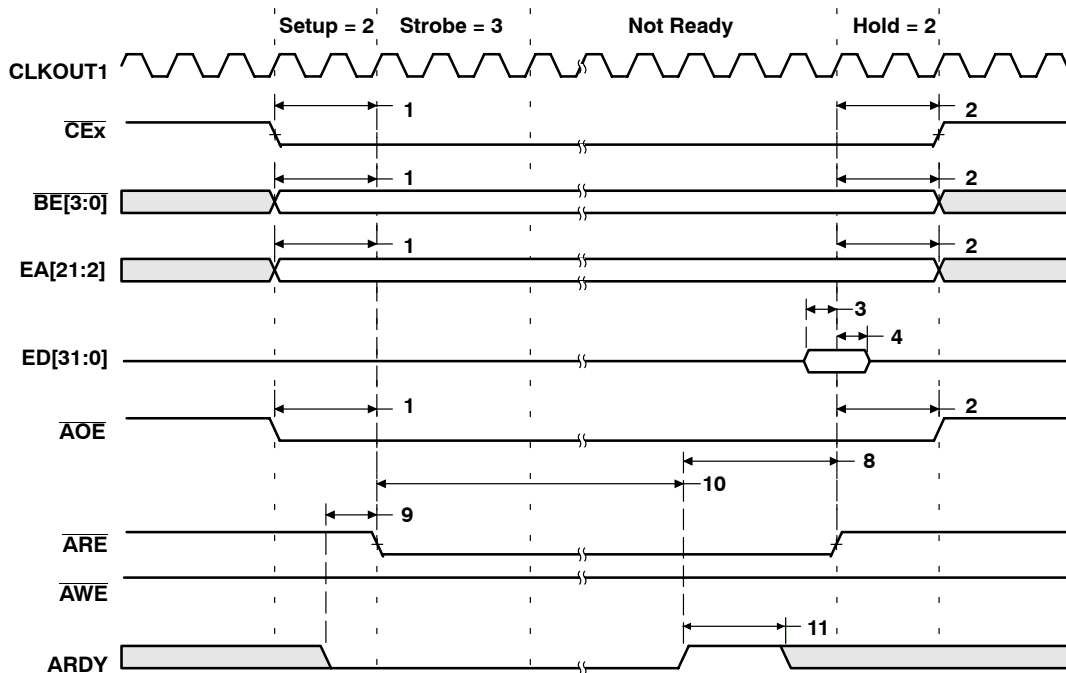 Setup = 2 Strobe = 3 Not Ready Hold = 2
CLKOUT1
1 2
CEx
1 2
BE[3:0]
1 2
EA[21:2]
3
4
ED[31:0]
1 2
AOE
8
10
9
ARE
AWE
11
ARDY